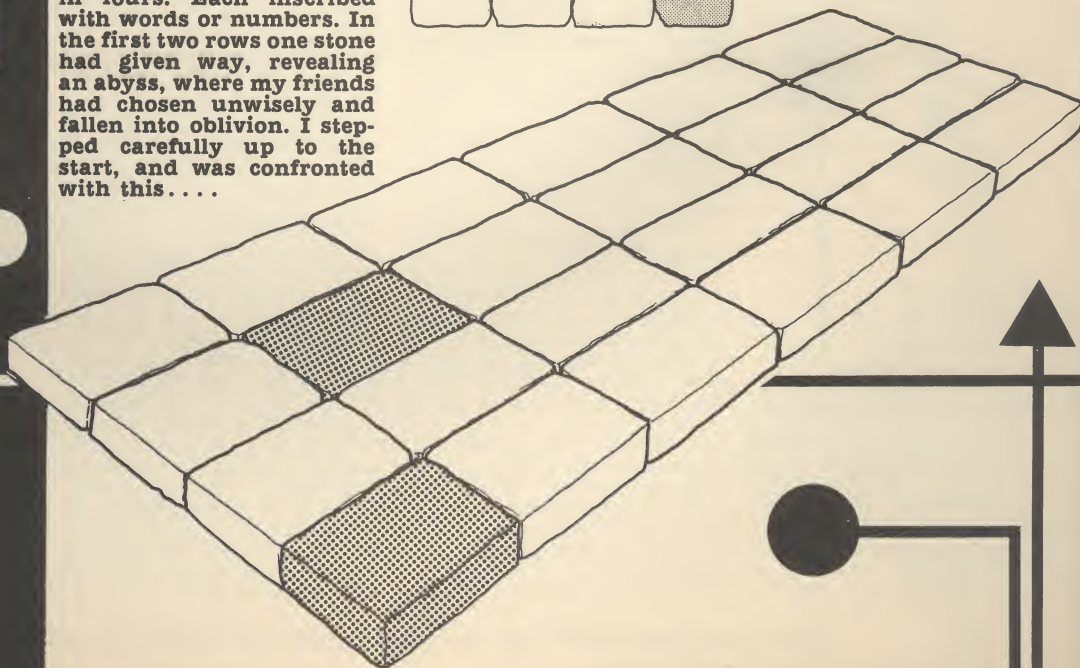 in fours. Each inscribed
with words or numbers. In
the first two rows one stone
had given way, revealing
an abyss, where my friends
had chosen unwisely and
fallen into oblivion. I step-
ped carefully up to the
start, and was confronted
with this....